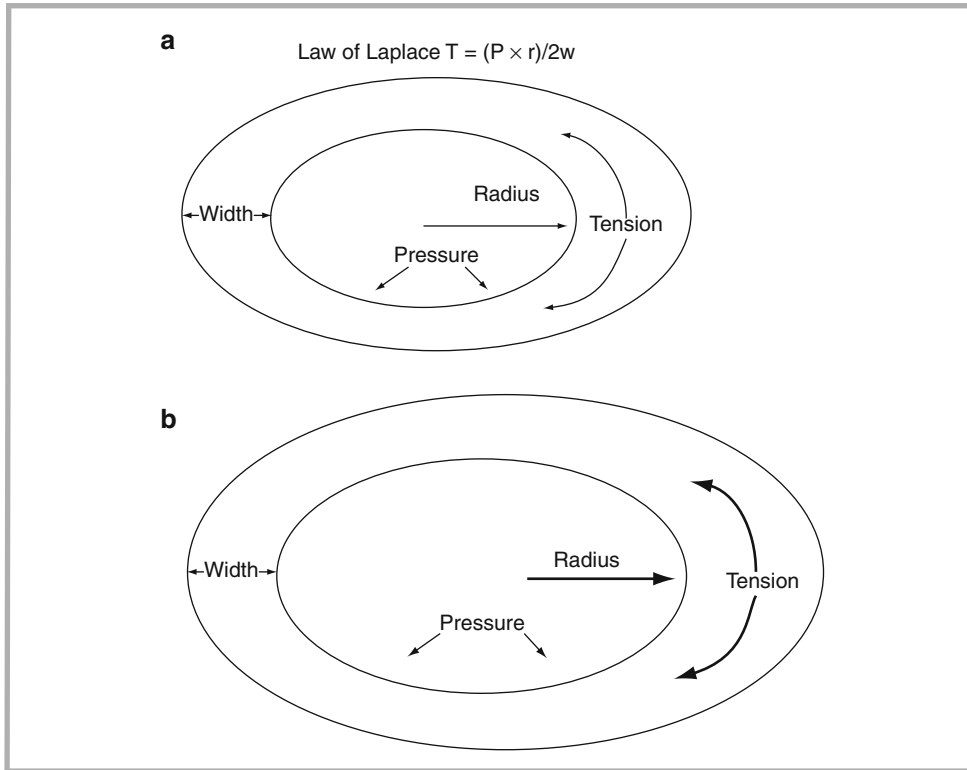 a
Law of Laplace T = (P × r)/2w
Radius
Width
Tension
Pressure
b
Radius
Width
Tension
Pressure